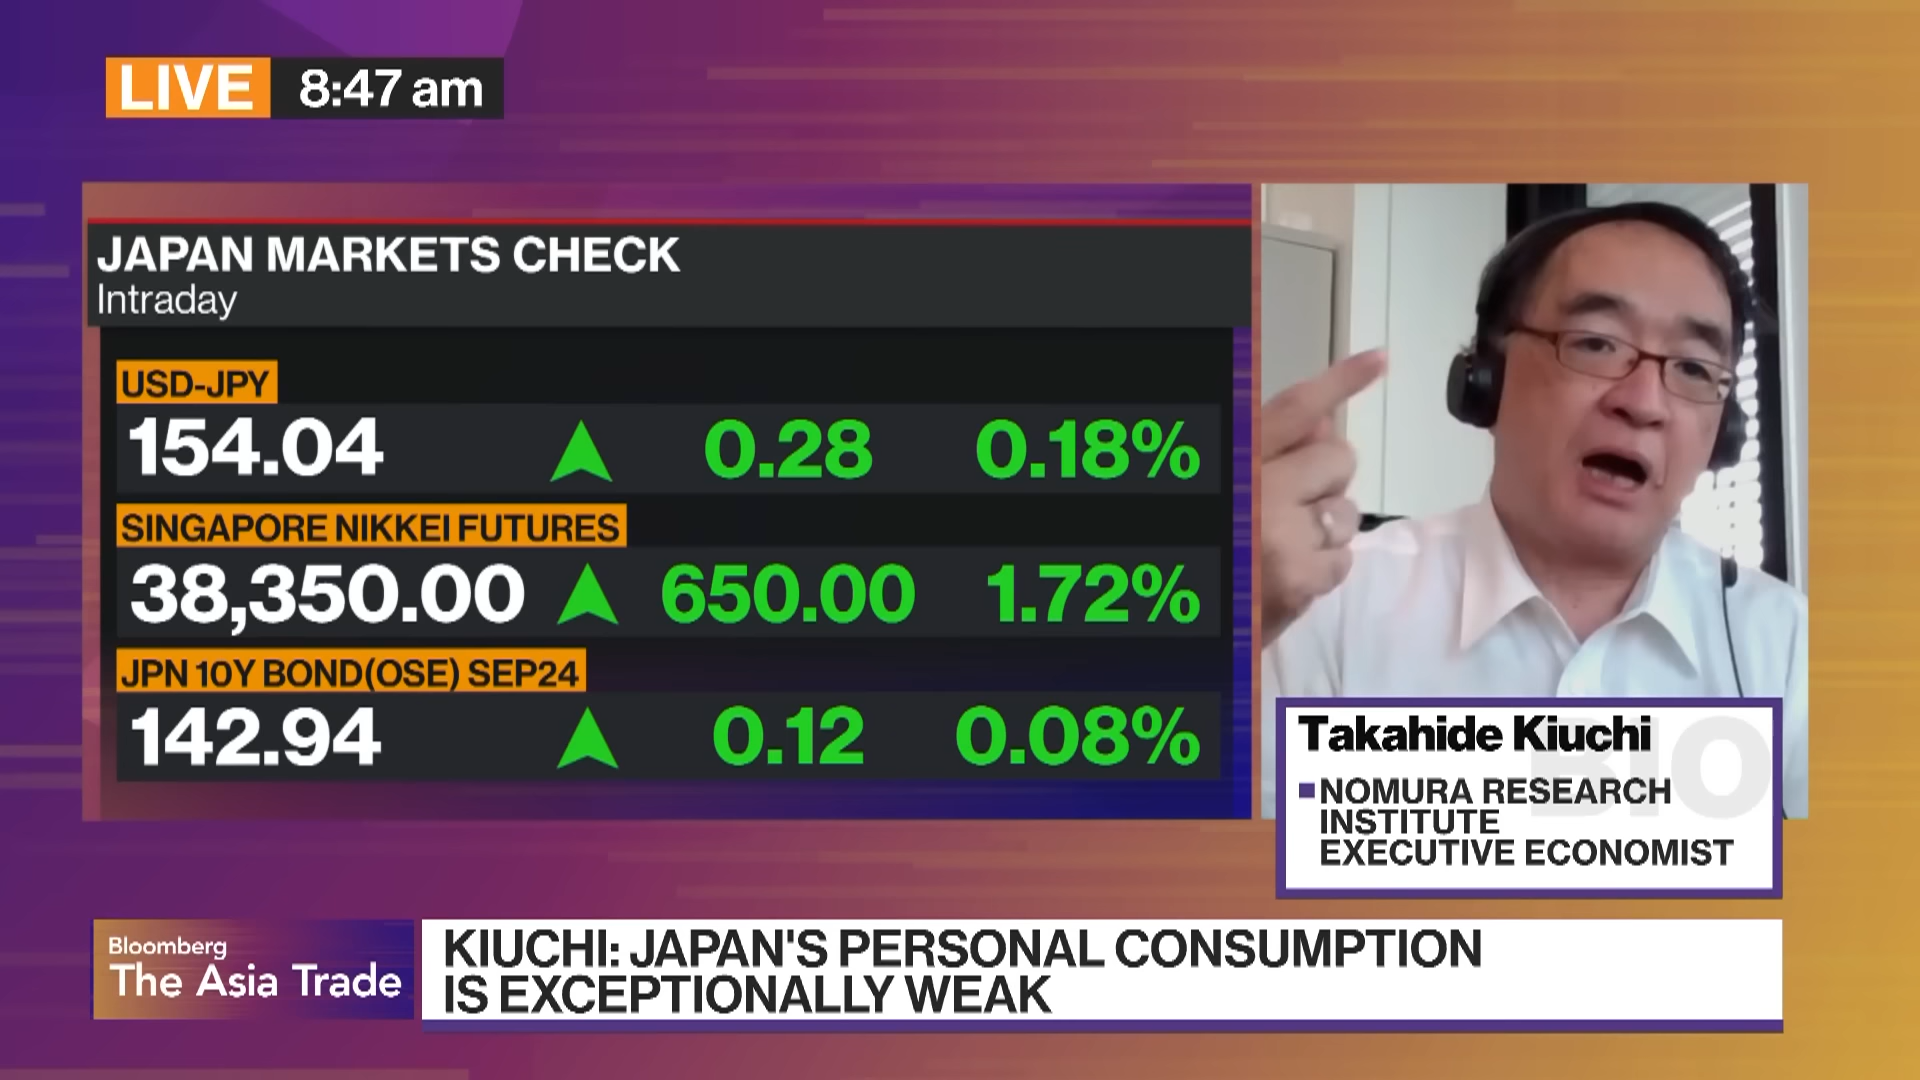 LIVE 8:47 am
JAPAN MARKETS CHECK
Intraday
USD-JPY
154.04 ▲ 0.28 0.18%
SINGAPORE NIKKEI FUTURES
38,350.00 ▲ 650.00 1.72%
JPN 10Y BOND(OSE) SEP24
142.94 ▲ 0.12 0.08%
BIO
Takahide Kiuchi
NOMURA RESEARCH
INSTITUTE
EXECUTIVE ECONOMIST
Bloomberg
The Asia Trade
KIUCHI: JAPAN'S PERSONAL CONSUMPTION
IS EXCEPTIONALLY WEAK